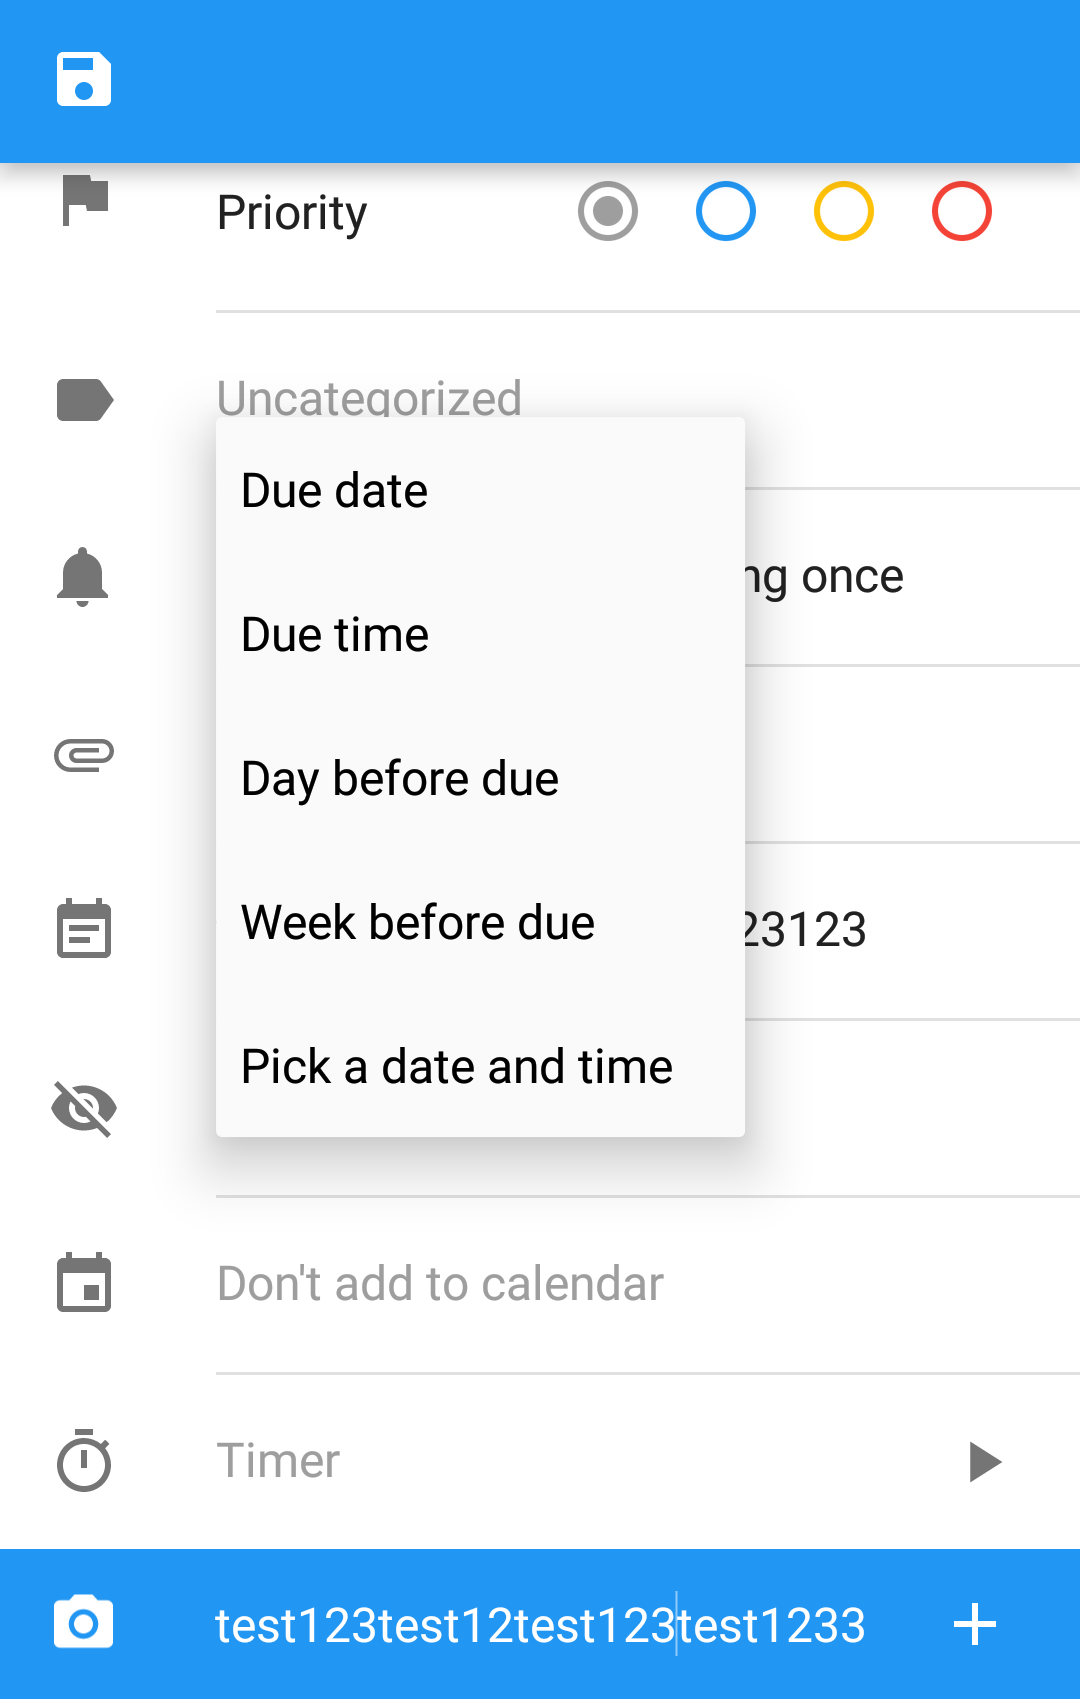 Priority
Uncategorized
Due date
ng once
Due time
Day before due
Week before due
23123
Pick a date and time
Don't add to calendar
Timer
test123test12test123test1233